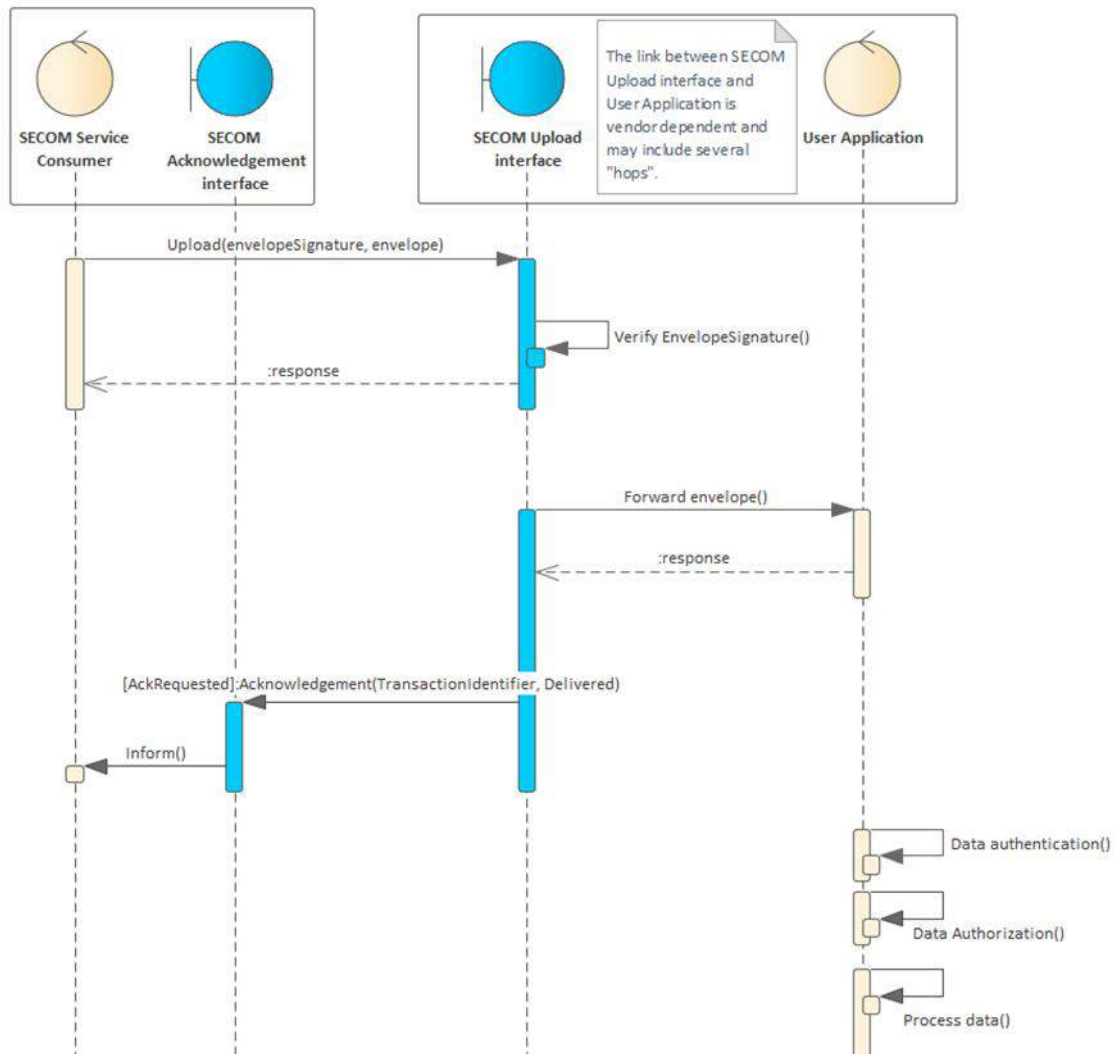 SECOM Service
Consumer
SECOM
Acknowledgement
interface
SECOM Upload
interface
The link between SECOM
Upload interface and
User Application is
vendor dependent and
may include several
"hops".
User Application
Upload(envelopeSignature, envelope)
Verify EnvelopeSignature()
:response
Forward envelope()
:response
[AckRequested]:Acknowledgement(TransactionIdentifier, Delivered)
Inform()
Data authentication()
Data Authorization()
Process data()